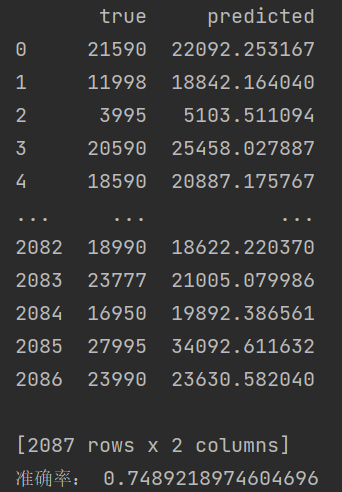 true     predicted
0     21590  22092.253167
1     11998  18842.164040
2      3995   5103.511094
3     20590  25458.027887
4     18590  20887.175767
...     ...           ...
2082  18990  18622.220370
2083  23777  21005.079986
2084  16950  19892.386561
2085  27995  34092.611632
2086  23990  23630.582040
[2087 rows x 2 columns]
准确率： 0.7489218974604696